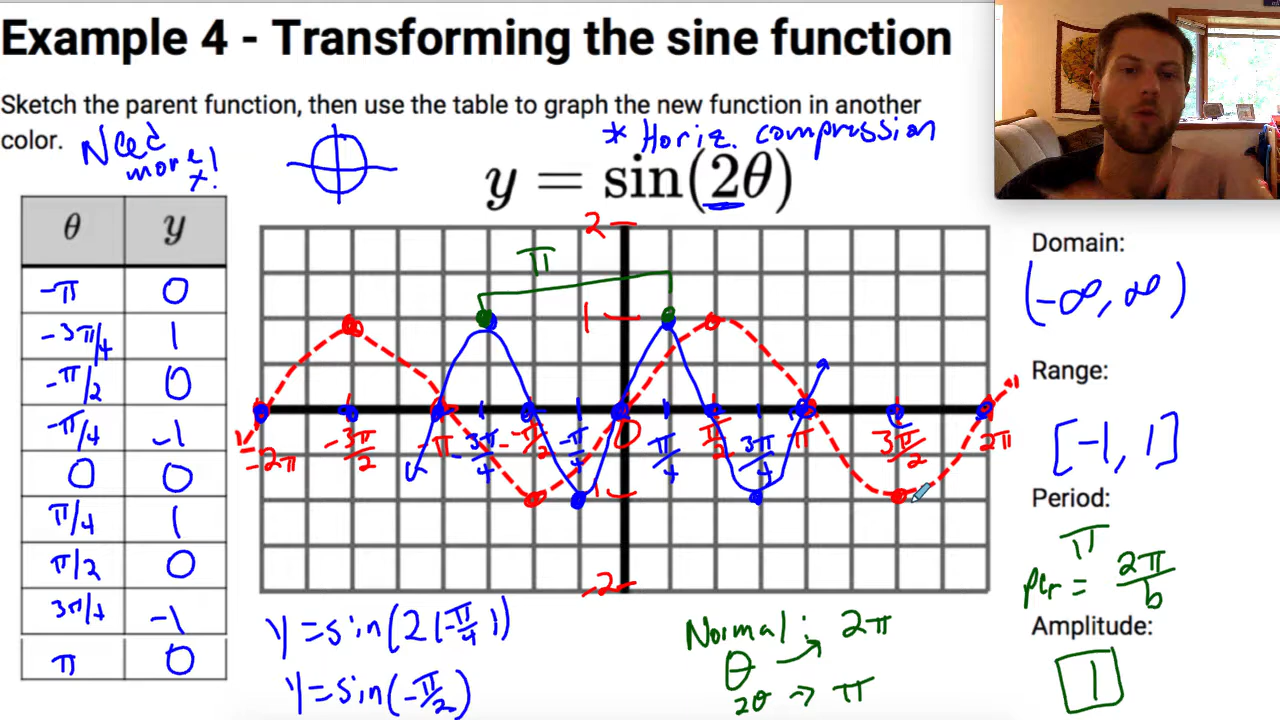 Example 4 - Transforming the sine function
Sketch the parent function, then use the table to graph the new function in another
color.
Need
more
* Horiz. compression
y = sin(2θ)
θ y
-π 0
-3π/4 1
-π/2 0
-π/4 -1
0 0
π/4 1
π/2 0
3π/4 -1
π 0
2
π
1
-2π -3π/2 -π -3π/4 -π/2 -π/4 0 π/4 π/2 3π/4 π 3π/2 2π
-2
y = sin(2(-π/4))
y = sin(-π/2)
Normal: 2π
θ
2θ → π
Domain:
(-∞, ∞)
Range:
[-1, 1]
Period:
π
per = 2π/b
Amplitude:
1